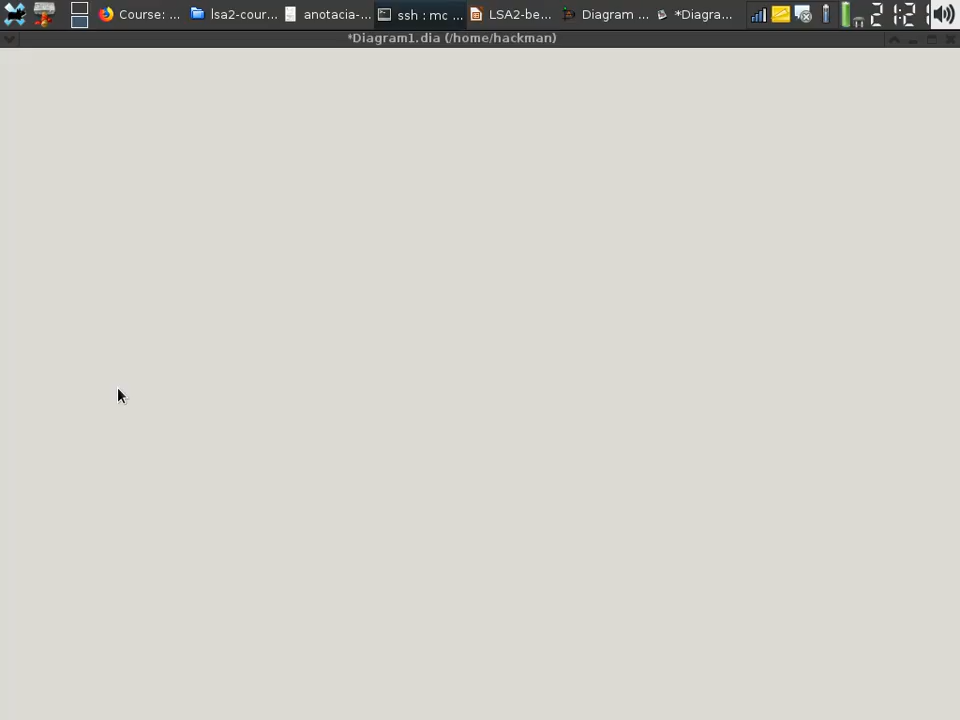 Course: ...
lsa2-cour...
anotacia-...
ssh : mc ...
LSA2-be...
Diagram ...
*Diagra...
*Diagram1.dia (/home/hackman)